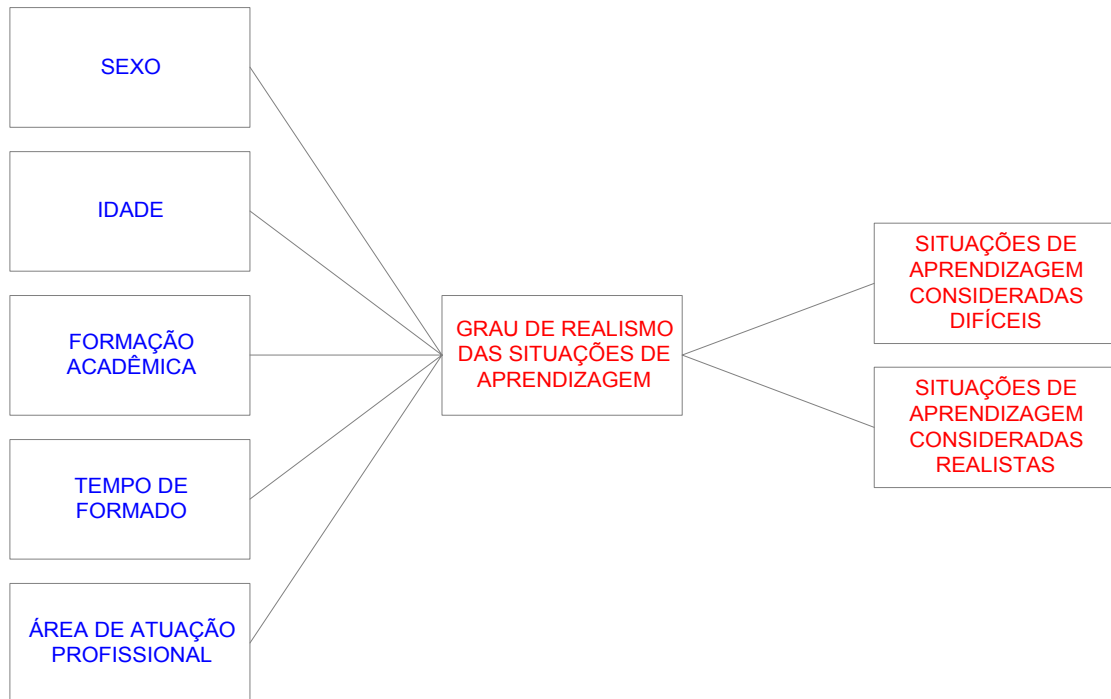 SEXO
IDADE
FORMAÇÃO
ACADÊMICA
TEMPO DE
FORMADO
ÁREA DE ATUAÇÃO
PROFISSIONAL
GRAU DE REALISMO
DAS SITUAÇÕES DE
APRENDIZAGEM
SITUAÇÕES DE
APRENDIZAGEM
CONSIDERADAS
DIFÍCEIS
SITUAÇÕES DE
APRENDIZAGEM
CONSIDERADAS
REALISTAS